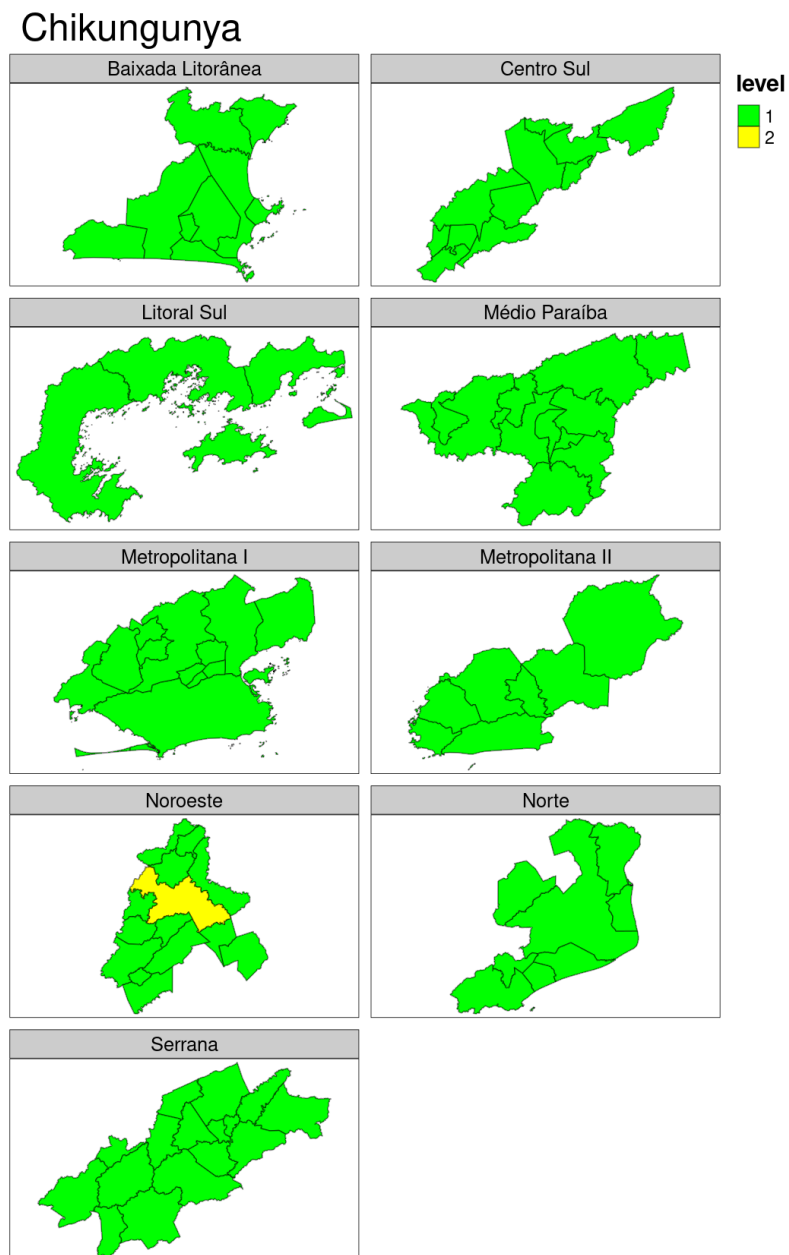 Chikungunya
Baixada Litorânea
Centro Sul
level
1
2
Litoral Sul
Médio Paraíba
Metropolitana I
Metropolitana II
Noroeste
Norte
Serrana